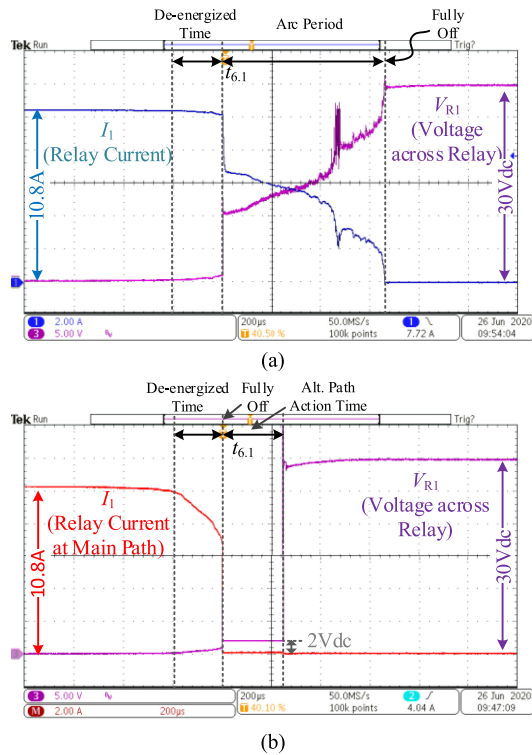 De-energized
Time
Arc Period
Fully
Off
Tek Run
Trig?
t6.1
I1
(Relay Current)
VR1
(Voltage
across Relay)
10.8A
30Vdc
1
1 2.00 A
3 5.00 V
200µs
T 40.50 %
50.0MS/s
100k points
1
7.72 A
26 Jun 2020
09:54:04
(a)
De-energized
Time
Fully
Off
Alt. Path
Action Time
Tek Run
Trig?
t6.1
I1
(Relay Current
at Main Path)
VR1
(Voltage across
Relay)
10.8A
30Vdc
2Vdc
3
3 5.00 V
M 2.00 A 200µs
200µs
T 40.10 %
50.0MS/s
100k points
2
4.04 A
26 Jun 2020
09:47:09
(b)